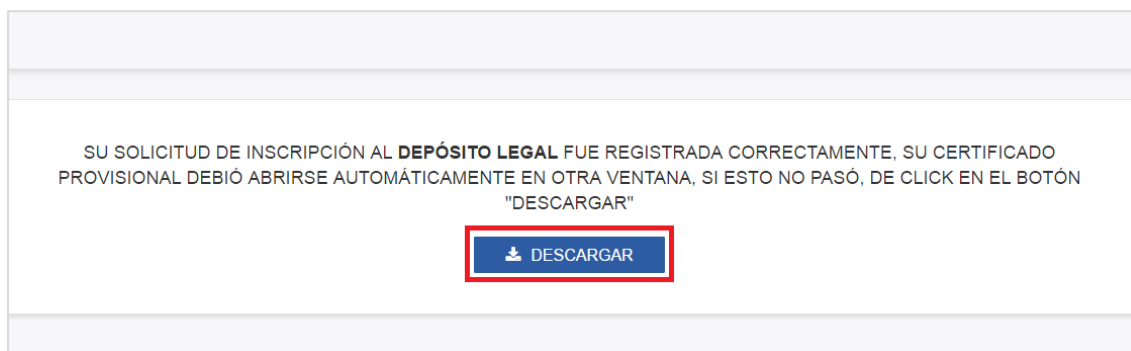 SU SOLICITUD DE INSCRIPCIÓN AL DEPÓSITO LEGAL FUE REGISTRADA CORRECTAMENTE, SU CERTIFICADO
PROVISIONAL DEBIÓ ABRIRSE AUTOMÁTICAMENTE EN OTRA VENTANA, SI ESTO NO PASÓ, DE CLICK EN EL BOTÓN
"DESCARGAR"
DESCARGAR